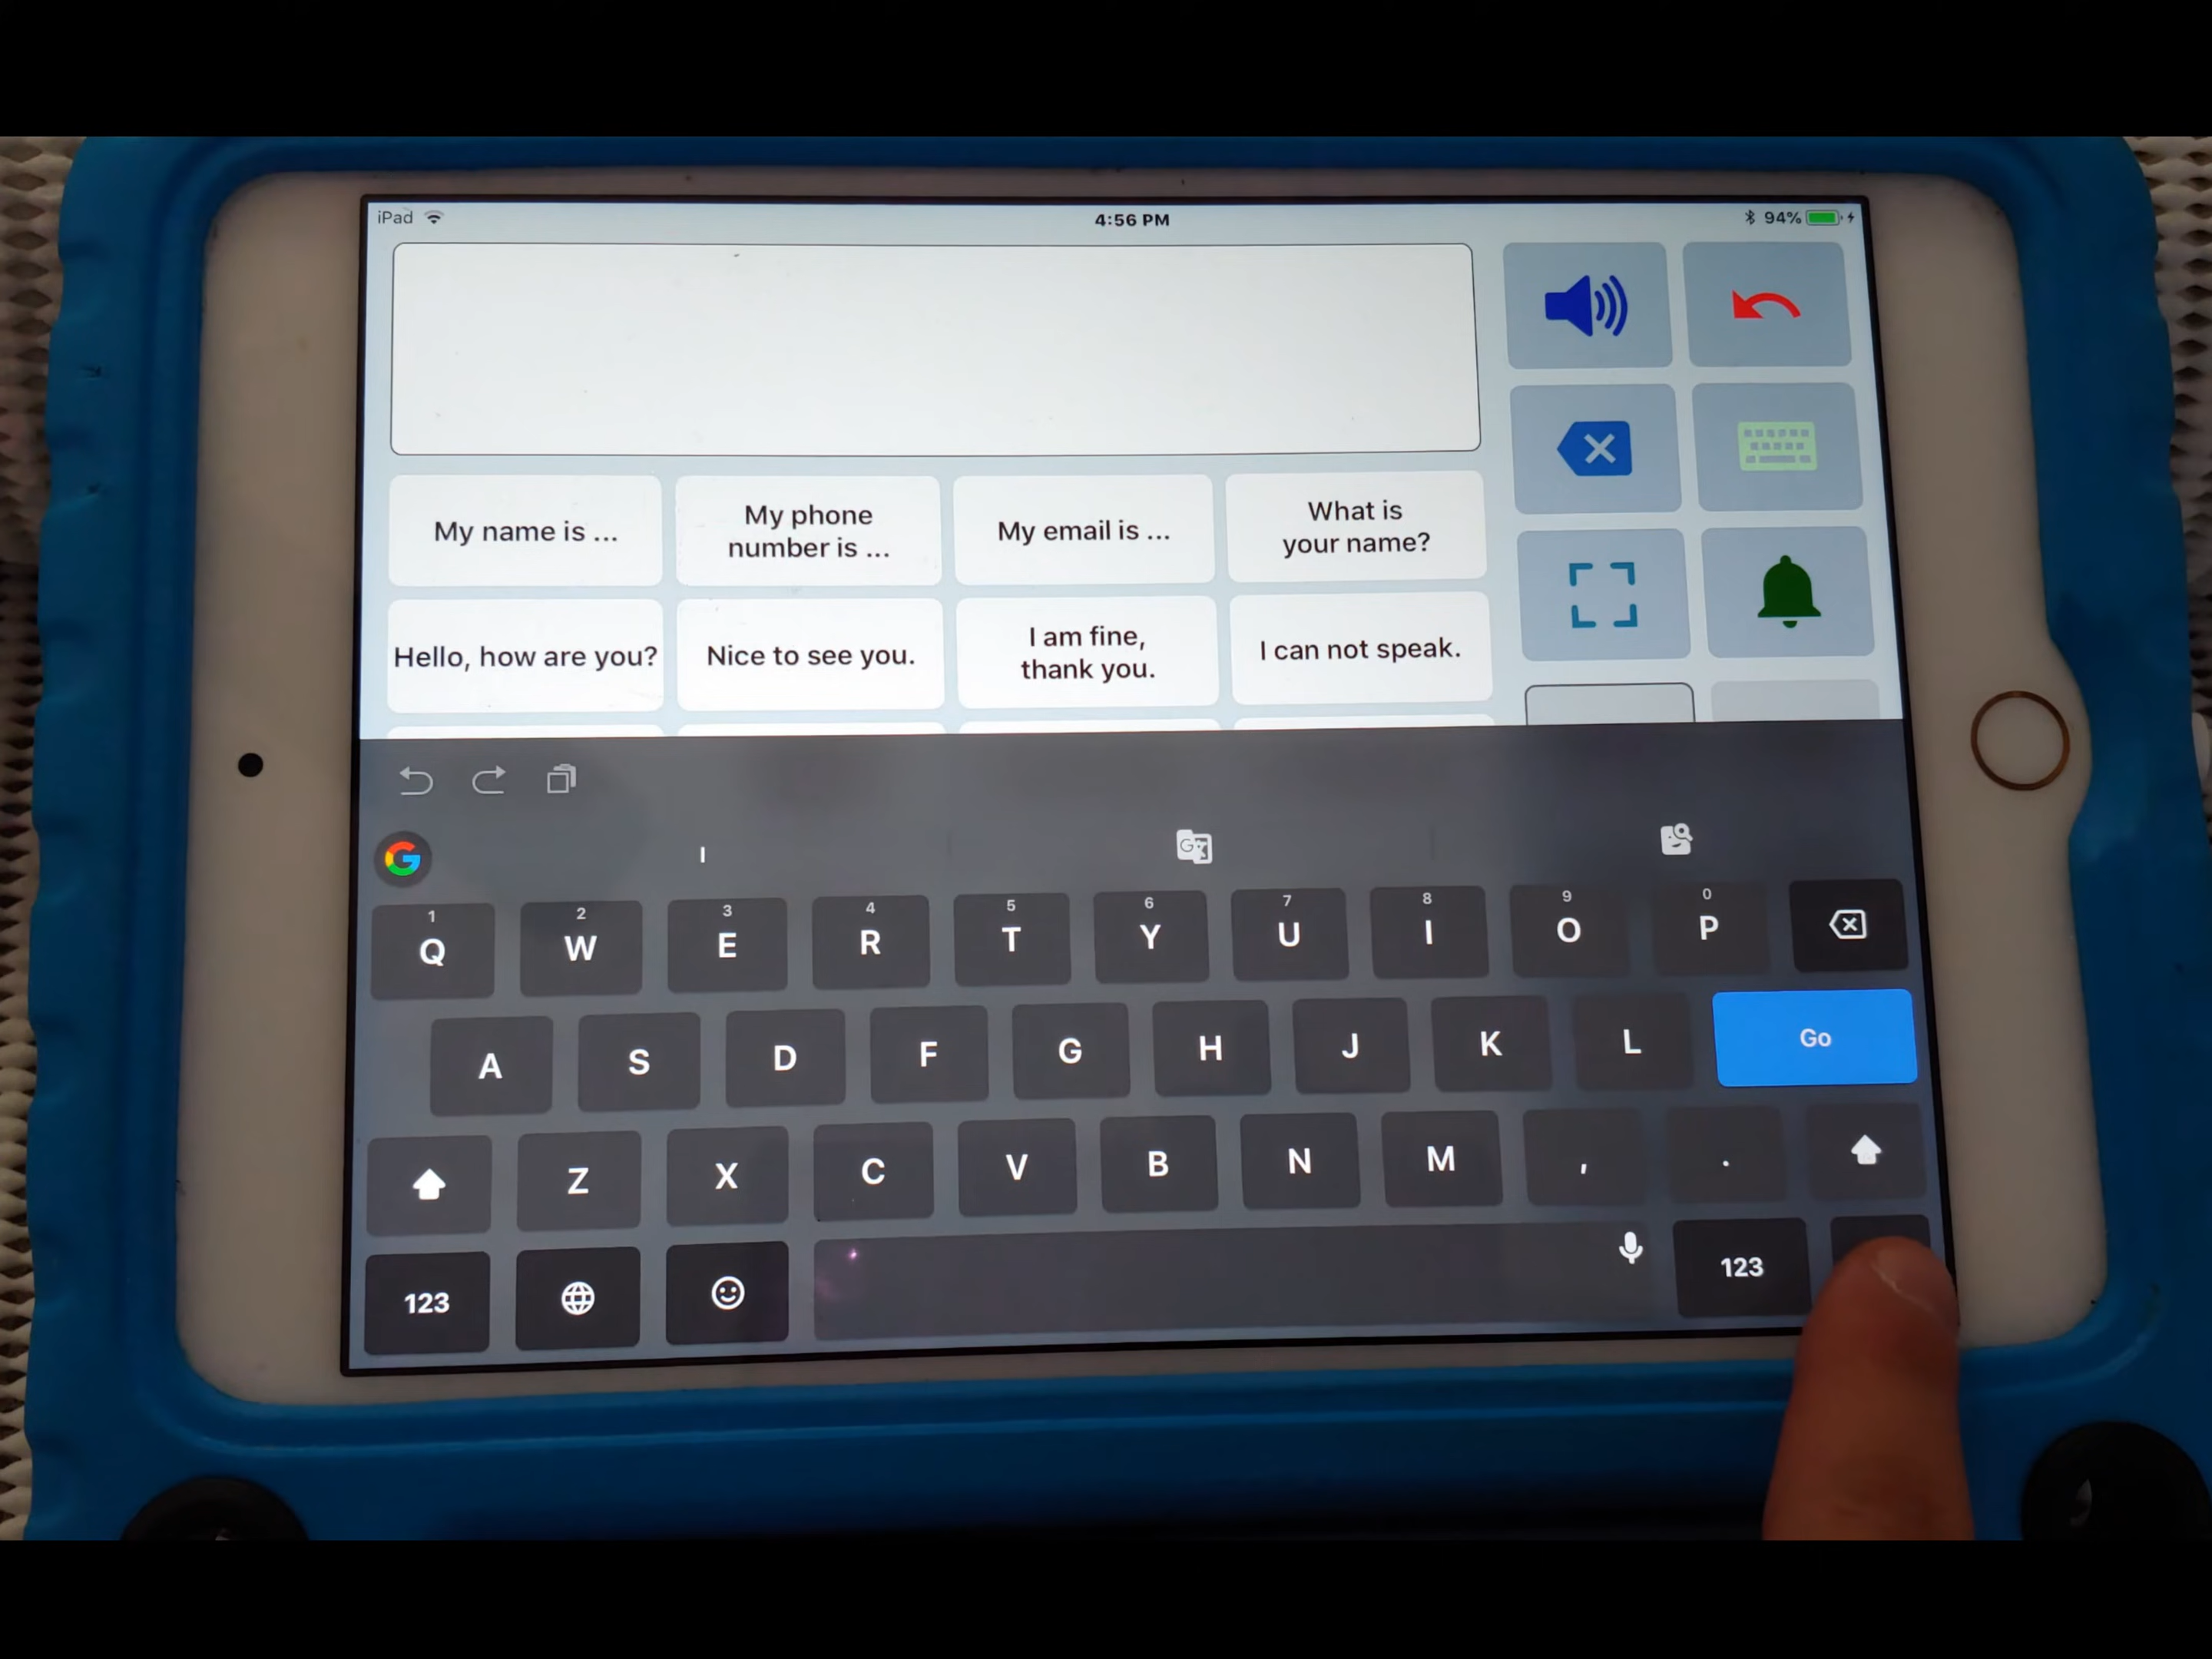 iPad
4:56 PM
94%
My name is ...
My phone
number is ...
My email is ...
What is
your name?
Hello, how are you?
Nice to see you.
I am fine,
thank you.
I can not speak.
G
I
G
1 2 3 4 5 6 7 8 9 0
Q W E R T Y U I O P
A S D F G H J K L Go
Z X C V B N M , .
123 123